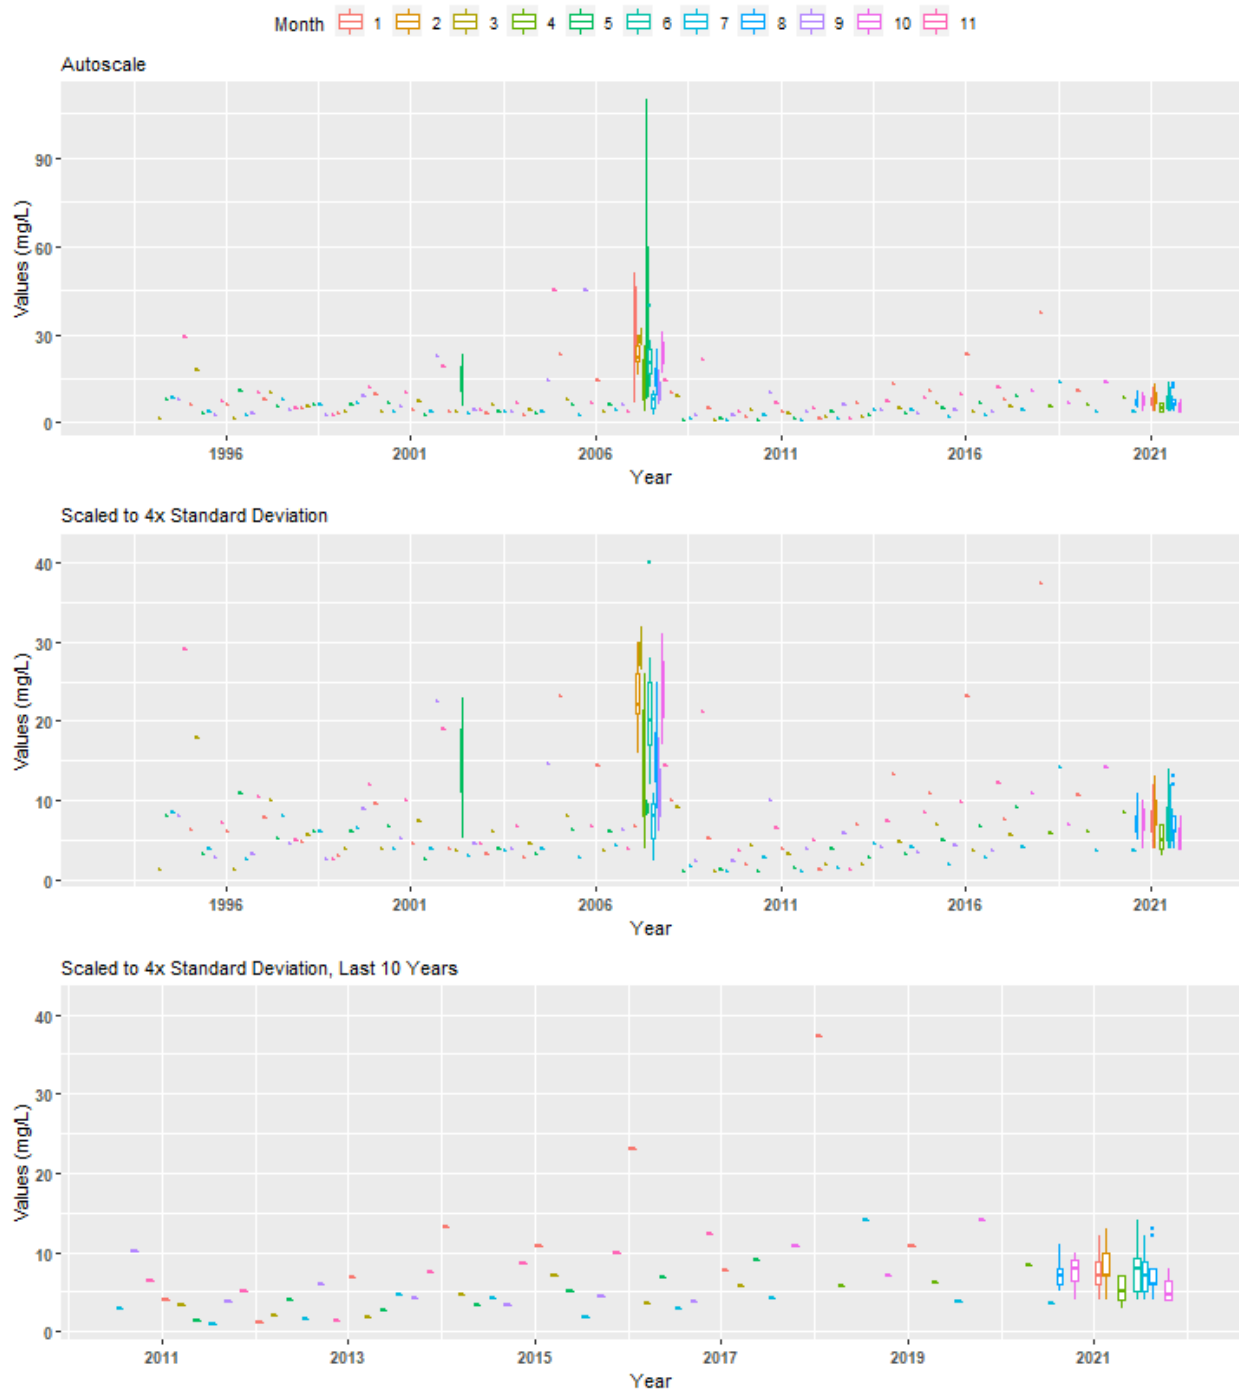 Month 1 2 3 4 5 6 7 8 9 10 11
Autoscale
Values (mg/L)
90
60
30
0
1996 2001 2006 2011 2016 2021
Year
Scaled to 4x Standard Deviation
Values (mg/L)
40
30
20
10
0
1996 2001 2006 2011 2016 2021
Year
Scaled to 4x Standard Deviation, Last 10 Years
Values (mg/L)
40
30
20
10
0
2011 2013 2015 2017 2019 2021
Year